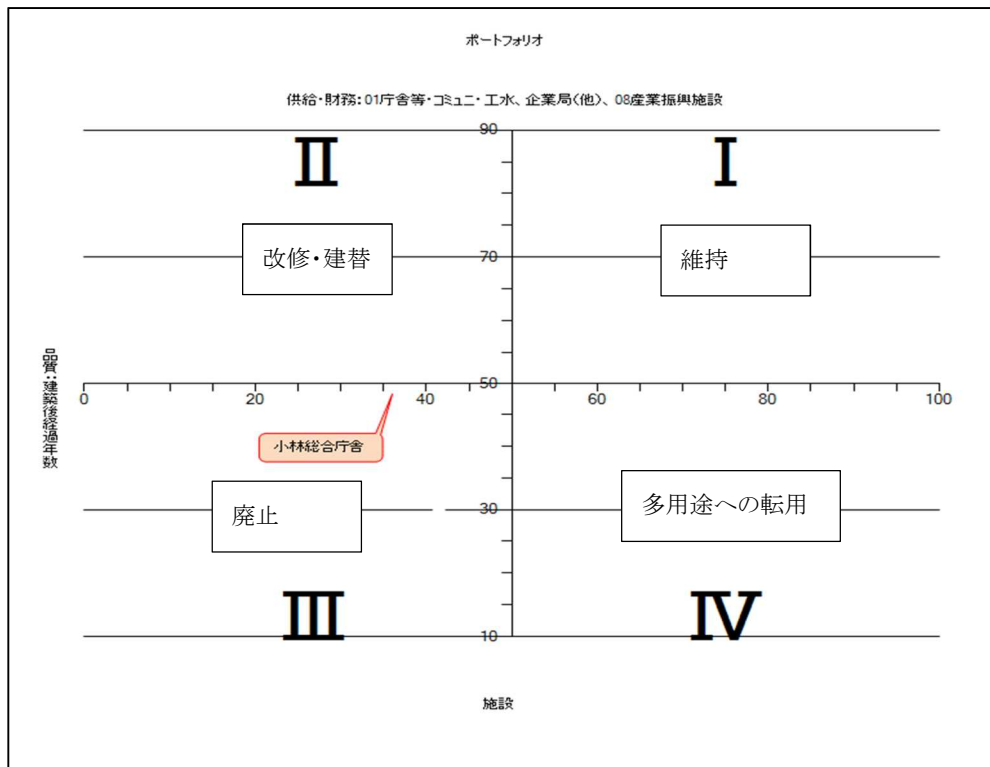 ポートフォリオ
供給・財務:01庁舎等・コミュニ・工水、企業局(他)、08産業振興施設
90
Ⅱ
Ⅰ
改修・建替
維持
70
品質:建築後経過年数
50
0
20
40
60
80
100
小林総合庁舎
廃止
多用途への転用
30
Ⅲ
Ⅳ
10
施設